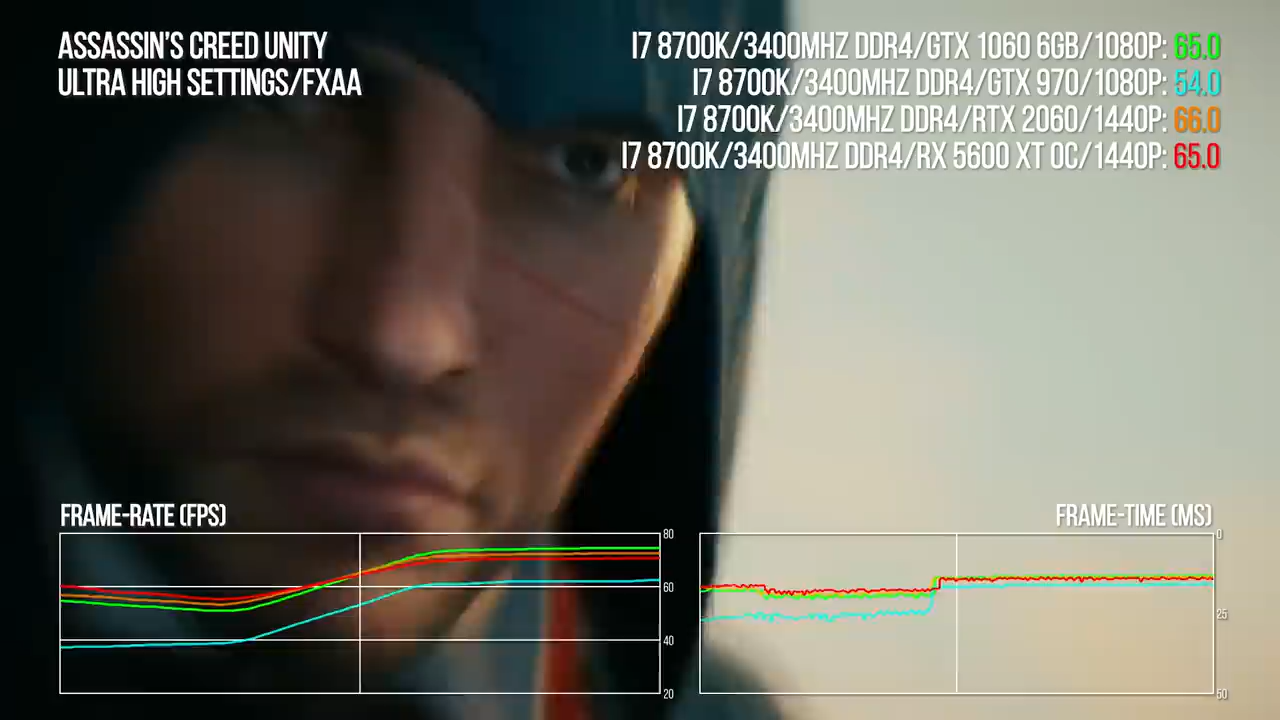 ASSASSIN'S CREED UNITY
ULTRA HIGH SETTINGS/FXAA
I7 8700K/3400MHZ DDR4/GTX 1060 6GB/1080P: 65.0
I7 8700K/3400MHZ DDR4/GTX 970/1080P: 54.0
I7 8700K/3400MHZ DDR4/RTX 2060/1440P: 66.0
I7 8700K/3400MHZ DDR4/RX 5600 XT OC/1440P: 65.0
FRAME-RATE (FPS)
80
60
40
20
FRAME-TIME (MS)
0
25
50